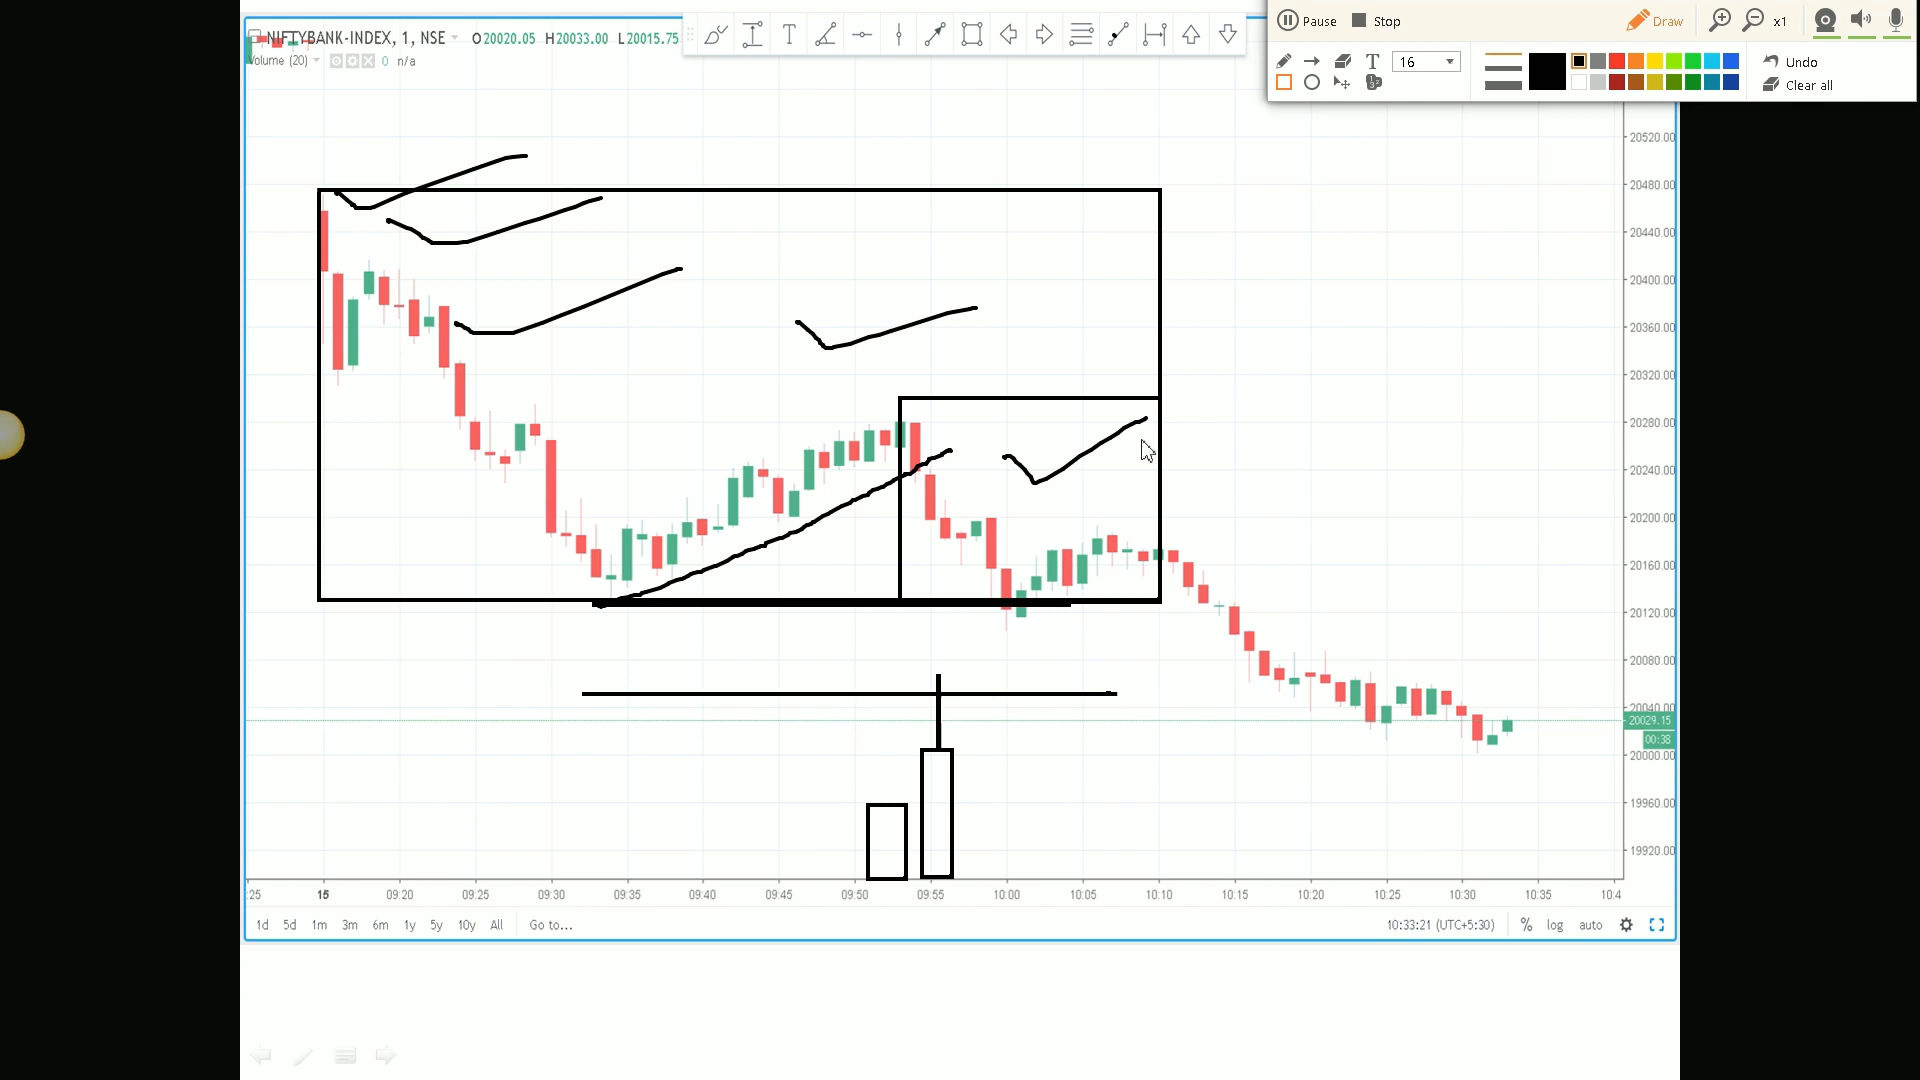 NIFTYBANK-INDEX, 1, NSE O20020.05 H20033.00 L20015.75
Volume (20) 0 n/a
Pause Stop Draw x1
T 16 Undo
Clear all
20520.00
20480.00
20440.00
20400.00
20360.00
20320.00
20280.00
20240.00
20200.00
20160.00
20120.00
20080.00
20040.00
20029.15
00:38
20000.00
19960.00
19920.00
:25 15 09:20 09:25 09:30 09:35 09:40 09:45 09:50 09:55 10:00 10:05 10:10 10:15 10:20 10:25 10:30 10:35 10:4
1d 5d 1m 3m 6m 1y 5y 10y All Go to... 10:33:21 (UTC+5:30) % log auto